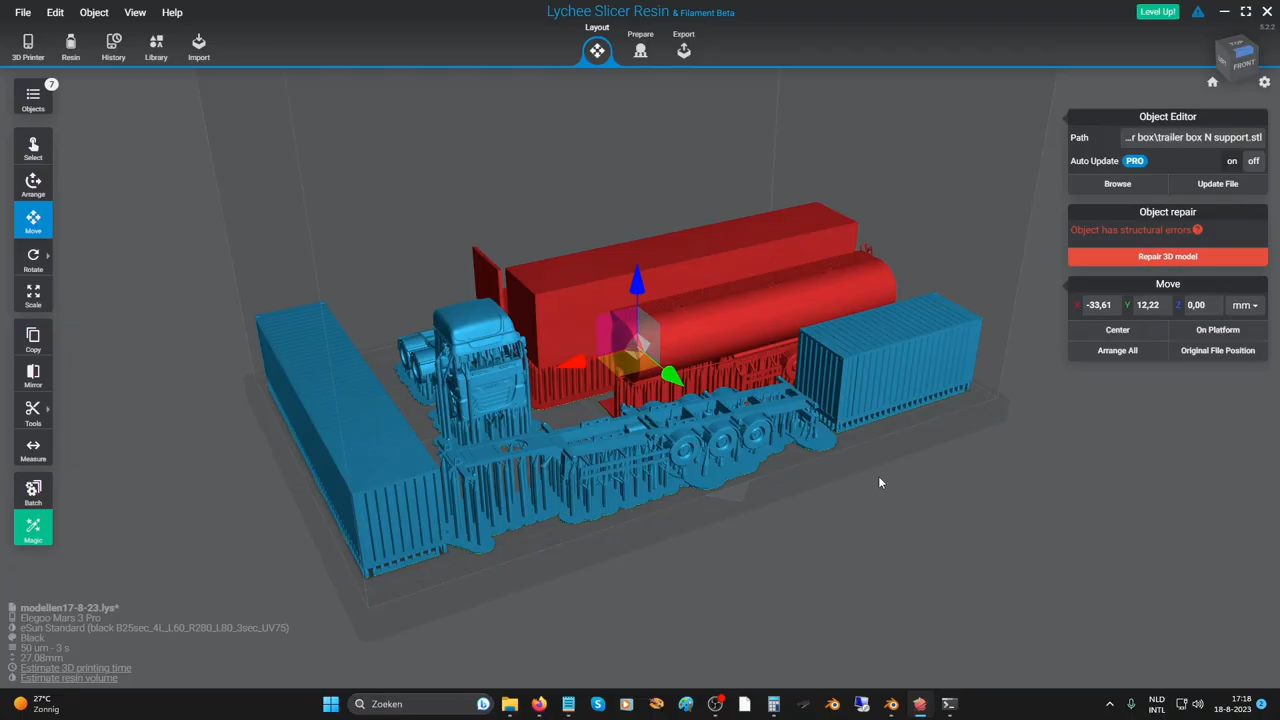 File Edit Object View Help
Lychee Slicer Resin & Filament Beta
Level Up!
5.2.2
3D Printer Resin History Library Import
Layout Prepare Export
TOP
FRONT
7
Objects
Select
Arrange
Move
Rotate
Scale
Copy
Mirror
Tools
Measure
Batch
Magic
Object Editor
Path ...r box\trailer box N support.stl
Auto Update PRO on off
Browse Update File
Object repair
Object has structural errors ?
Repair 3D model
Move
X -33,61 Y 12,22 Z 0,00 mm
Center On Platform
Arrange All Original File Position
modellen17-8-23.lys*
Elegoo Mars 3 Pro
eSun Standard (black B25sec_4L_L60_R280_L80_3sec_UV75)
Black
50 um - 3 s
27.08mm
Estimate 3D printing time
Estimate resin volume
27°C
Zonnig
Zoeken
NLD
INTL
17:18
18-8-2023